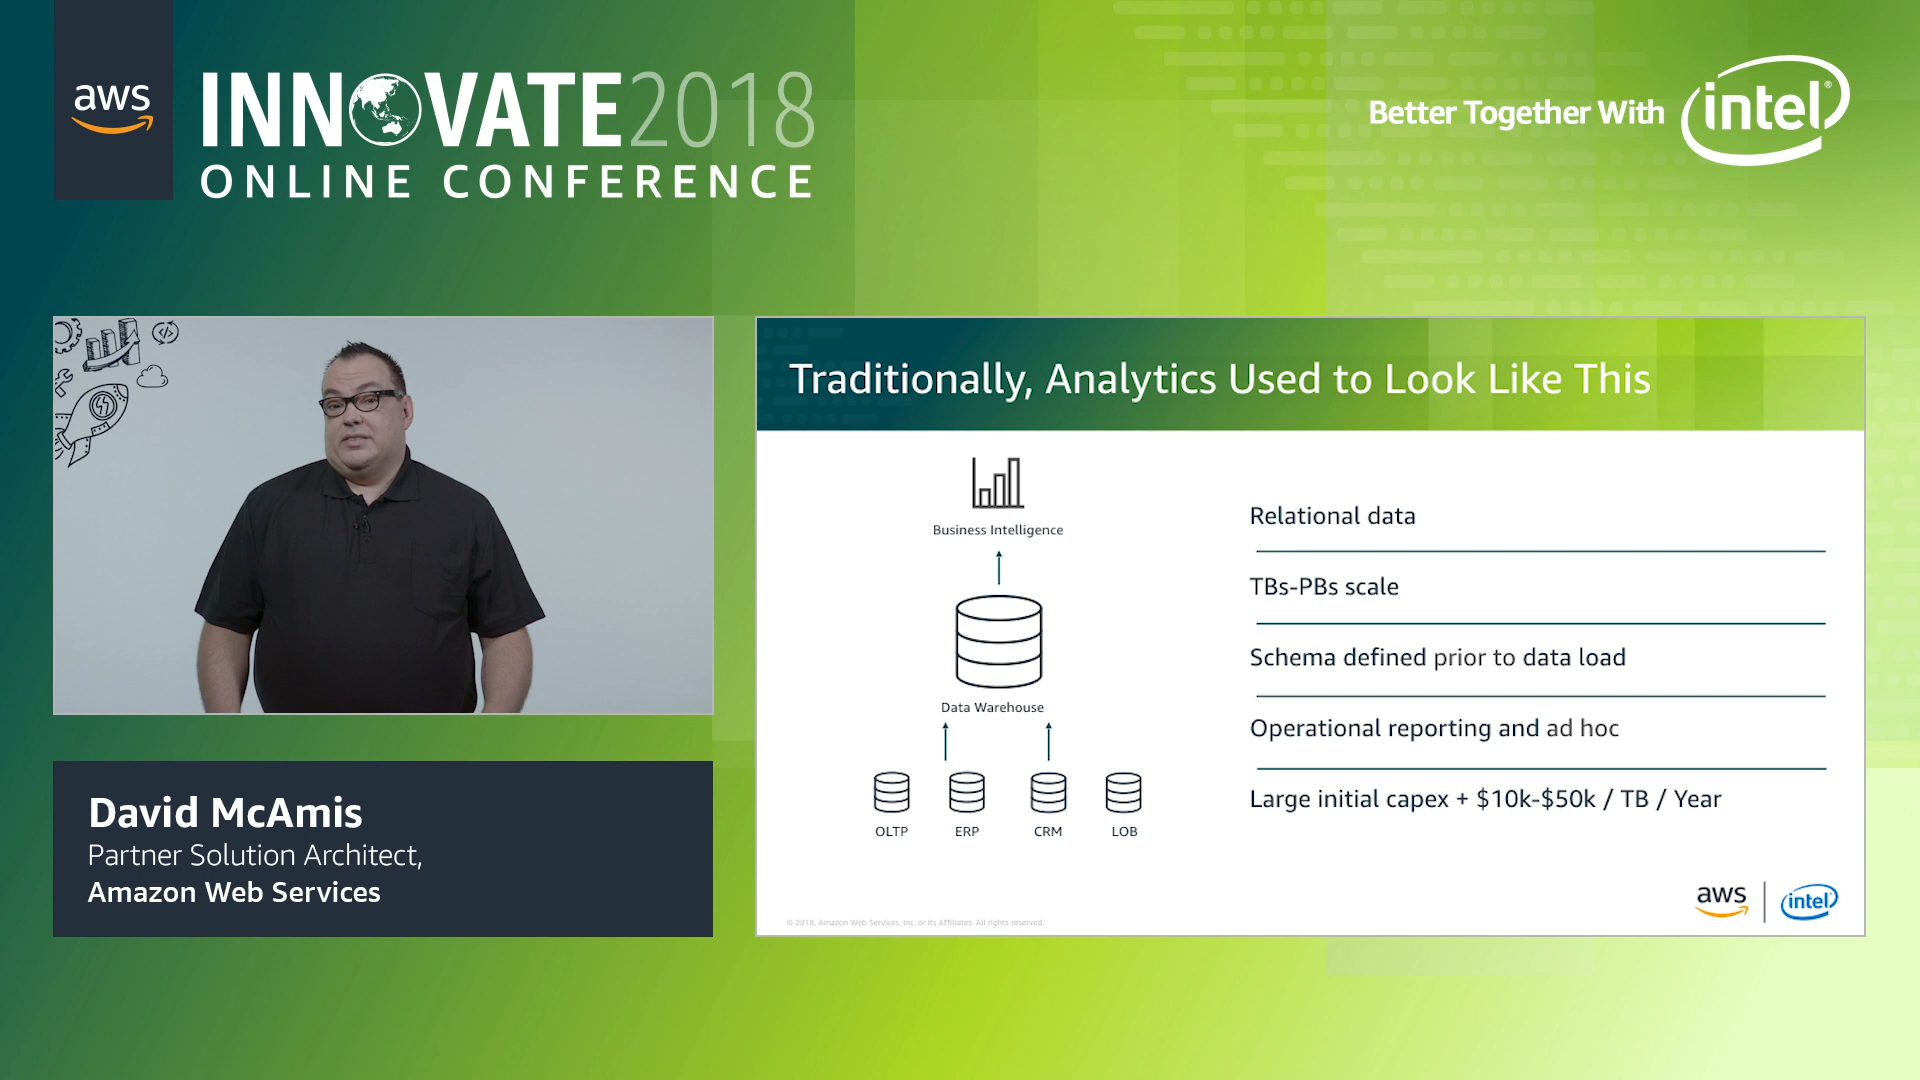 aws
INNOVATE2018
ONLINE CONFERENCE
Better Together With intel®
Traditionally, Analytics Used to Look Like This
Business Intelligence
Data Warehouse
OLTP
ERP
CRM
LOB
Relational data
TBs-PBs scale
Schema defined prior to data load
Operational reporting and ad hoc
Large initial capex + $10k-$50k / TB / Year
© 2018, Amazon Web Services, Inc. or its Affiliates. All rights reserved.
aws
intel
David McAmis
Partner Solution Architect,
Amazon Web Services